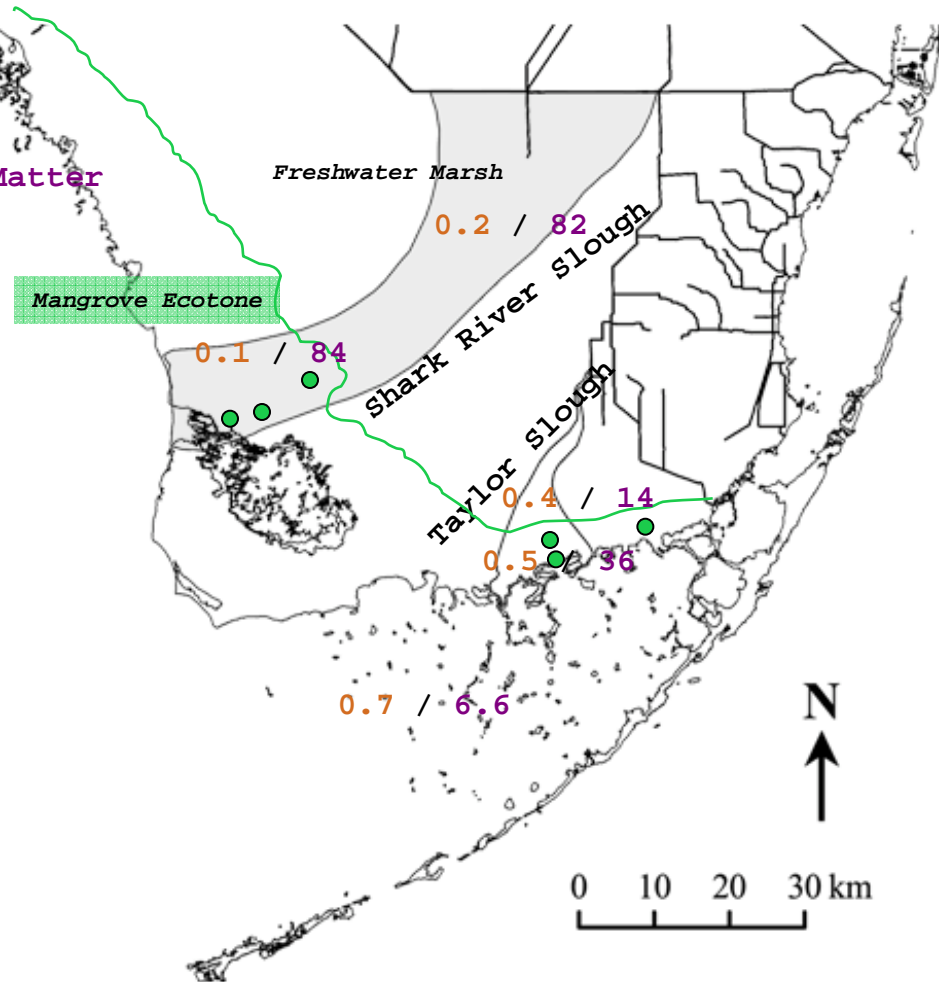 Freshwater Marsh
Matter
0.2 / 82
Shark River Slough
Mangrove Ecotone
0.1 / 84
Taylor Slough
0.4 / 14
0.5 / 36
0.7 / 6.6
N
0 10 20 30 km